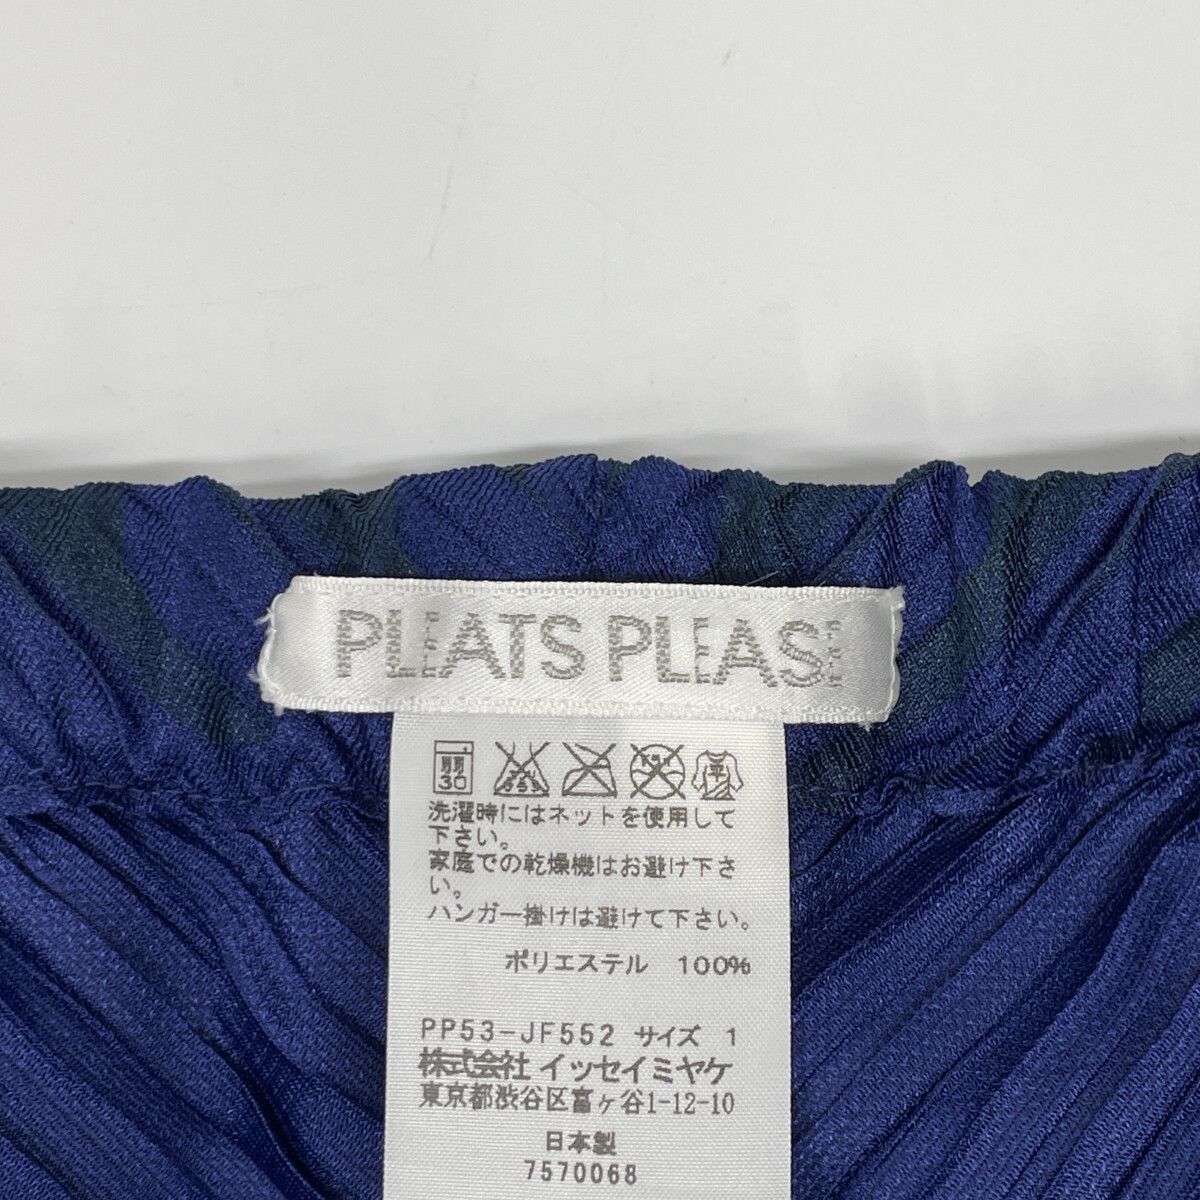 PLEATS PLEASE
弱
30
平
洗濯時にはネットを使用して
下さい。
家庭での乾燥機はお避け下さ
い。
ハンガー掛けは避けて下さい。
ポリエステル 100%
PP53-JF552 サイズ 1
株式会社 イッセイミヤケ
東京都渋谷区富ヶ谷1-12-10
日本製
7570068